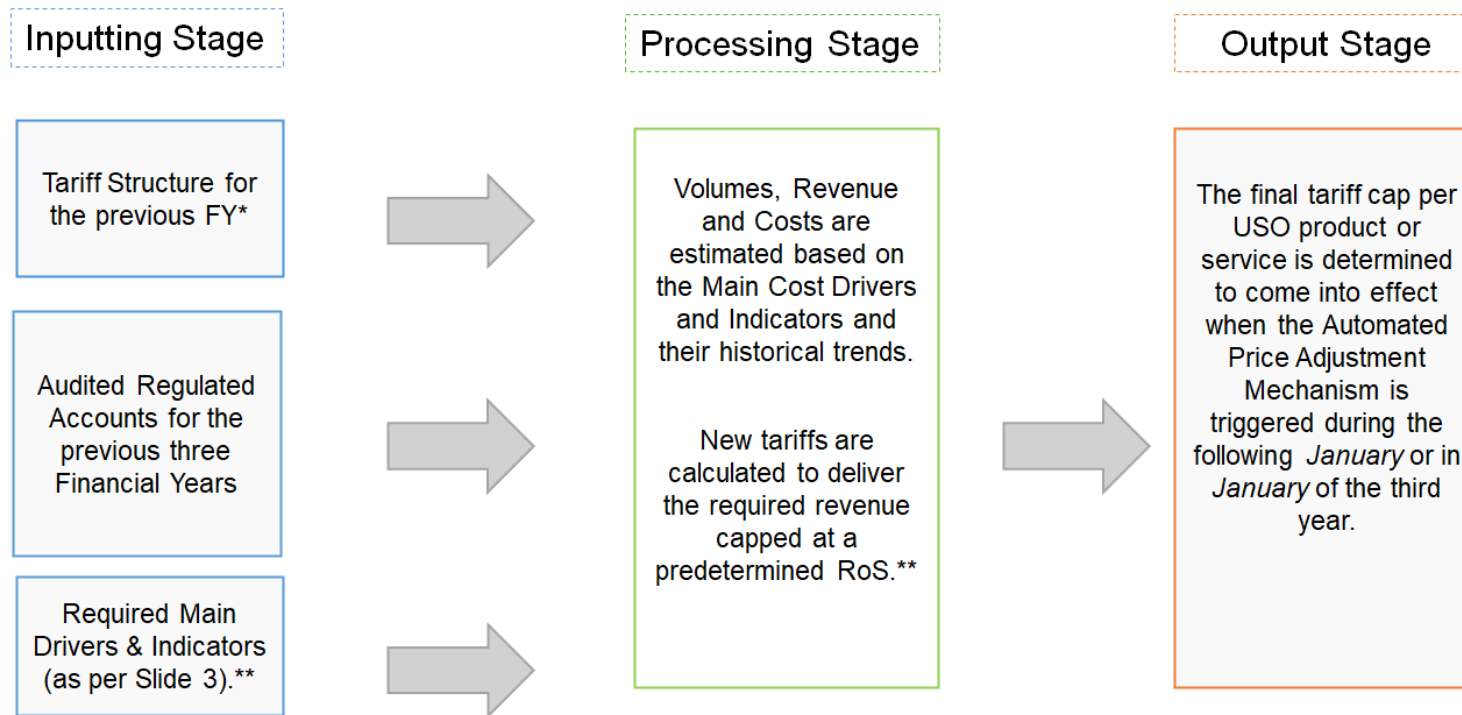 Inputting Stage
Tariff Structure for
the previous FY*
Audited Regulated
Accounts for the
previous three
Financial Years
Required Main
Drivers & Indicators
(as per Slide 3).**
Processing Stage
Volumes, Revenue
and Costs are
estimated based on
the Main Cost Drivers
and Indicators and
their historical trends.
New tariffs are
calculated to deliver
the required revenue
capped at a
predetermined RoS.**
Output Stage
The final tariff cap per
USO product or
service is determined
to come into effect
when the Automated
Price Adjustment
Mechanism is
triggered during the
following January or in
January of the third
year.